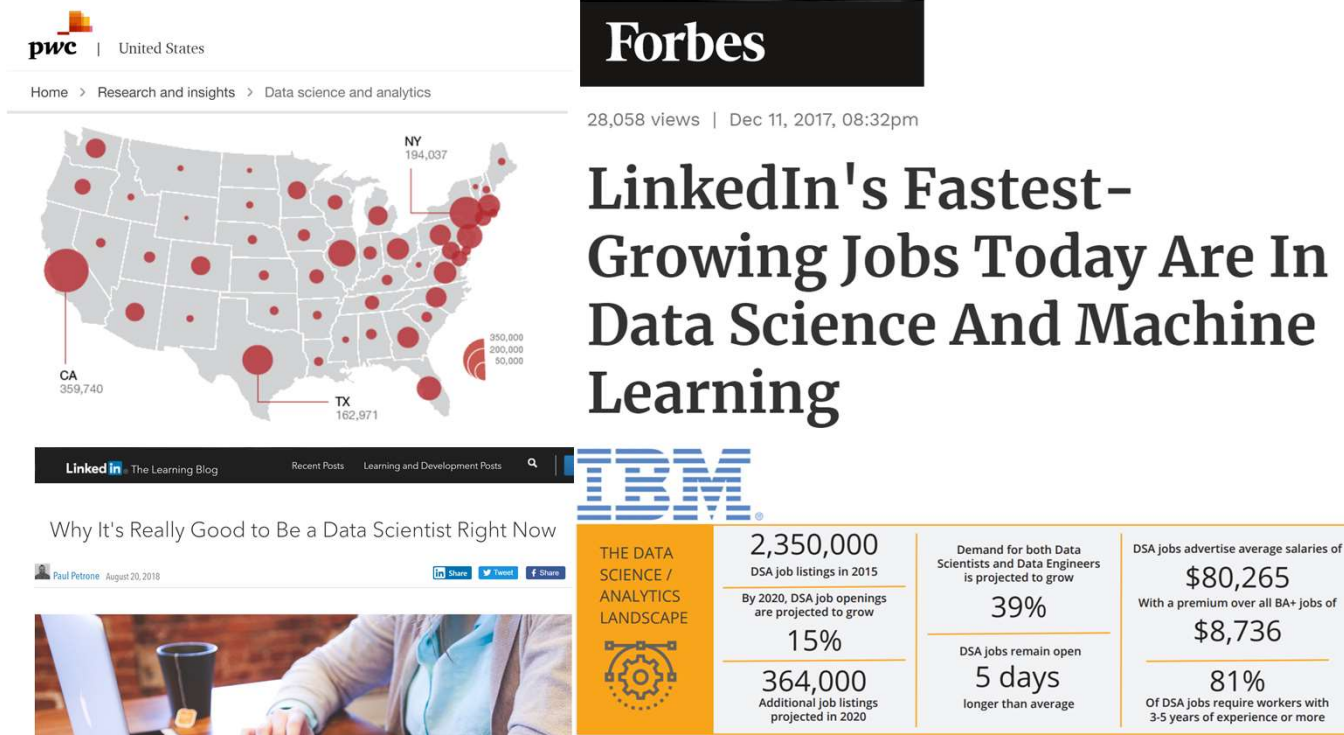 pwc | United States
Home > Research and insights > Data science and analytics
NY
194,037
350,000
200,000
50,000
CA
359,740
TX
162,971
Forbes
28,058 views | Dec 11, 2017, 08:32pm
LinkedIn's Fastest-
Growing Jobs Today Are In
Data Science And Machine
Learning
Linked in The Learning Blog Recent Posts Learning and Development Posts
Why It's Really Good to Be a Data Scientist Right Now
Paul Petrone August 20, 2018 in Share Tweet f Share
IBM®
THE DATA
SCIENCE /
ANALYTICS
LANDSCAPE
2,350,000
DSA job listings in 2015
By 2020, DSA job openings
are projected to grow
15%
364,000
Additional job listings
projected in 2020
Demand for both Data
Scientists and Data Engineers
is projected to grow
39%
DSA jobs remain open
5 days
longer than average
DSA jobs advertise average salaries of
$80,265
With a premium over all BA+ jobs of
$8,736
81%
Of DSA jobs require workers with
3-5 years of experience or more